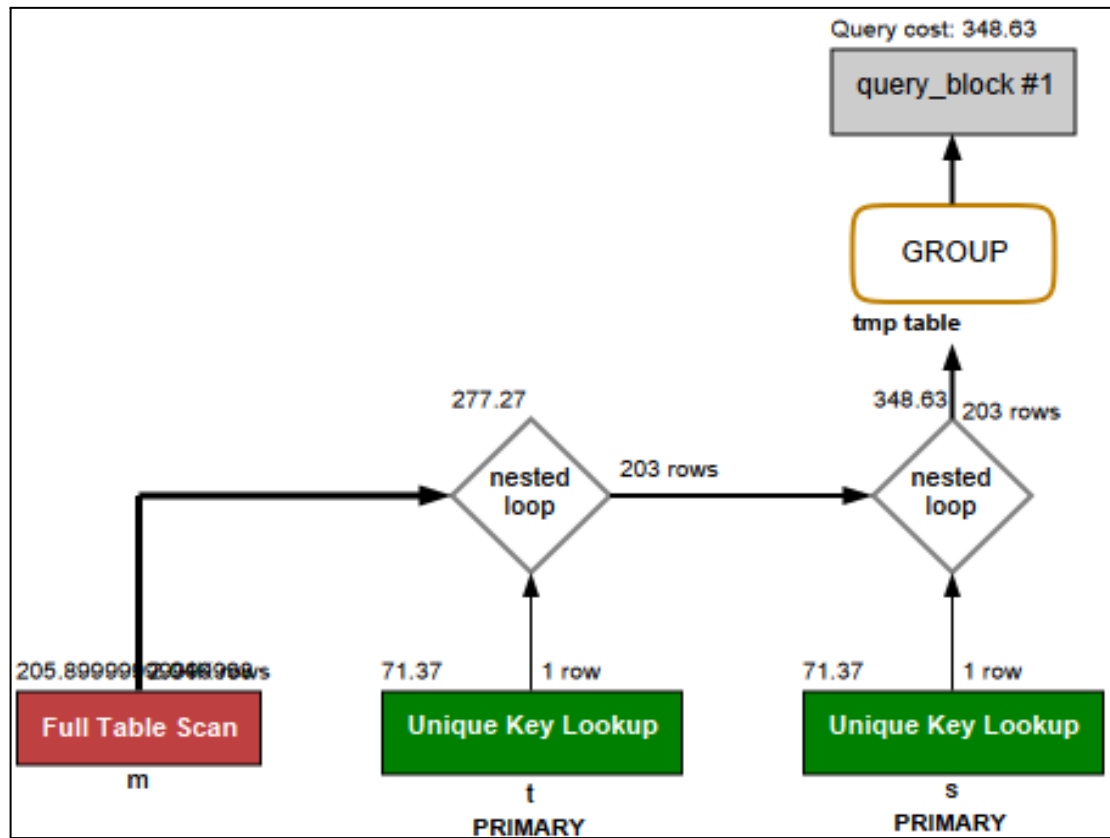 Query cost: 348.63
query_block #1
GROUP
tmp table
277.27
348.63
203 rows
nested
loop
203 rows
nested
loop
71.37
1 row
71.37
1 row
Full Table Scan
Unique Key Lookup
Unique Key Lookup
m
t
s
PRIMARY
PRIMARY